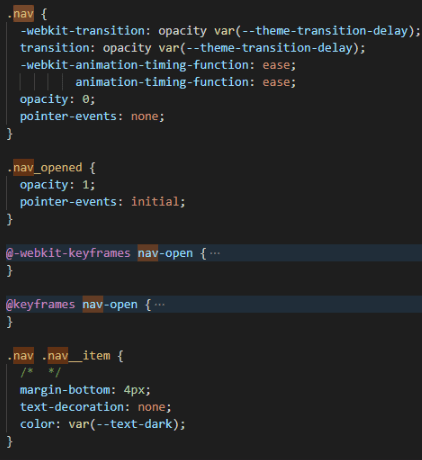 .nav {
-webkit-transition: opacity var(--theme-transition-delay);
transition: opacity var(--theme-transition-delay);
-webkit-animation-timing-function: ease;
animation-timing-function: ease;
opacity: 0;
pointer-events: none;
}
.nav_opened {
opacity: 1;
pointer-events: initial;
}
@-webkit-keyframes nav-open {···
}
@keyframes nav-open {···
}
.nav .nav__item {
/*  */
margin-bottom: 4px;
text-decoration: none;
color: var(--text-dark);
}